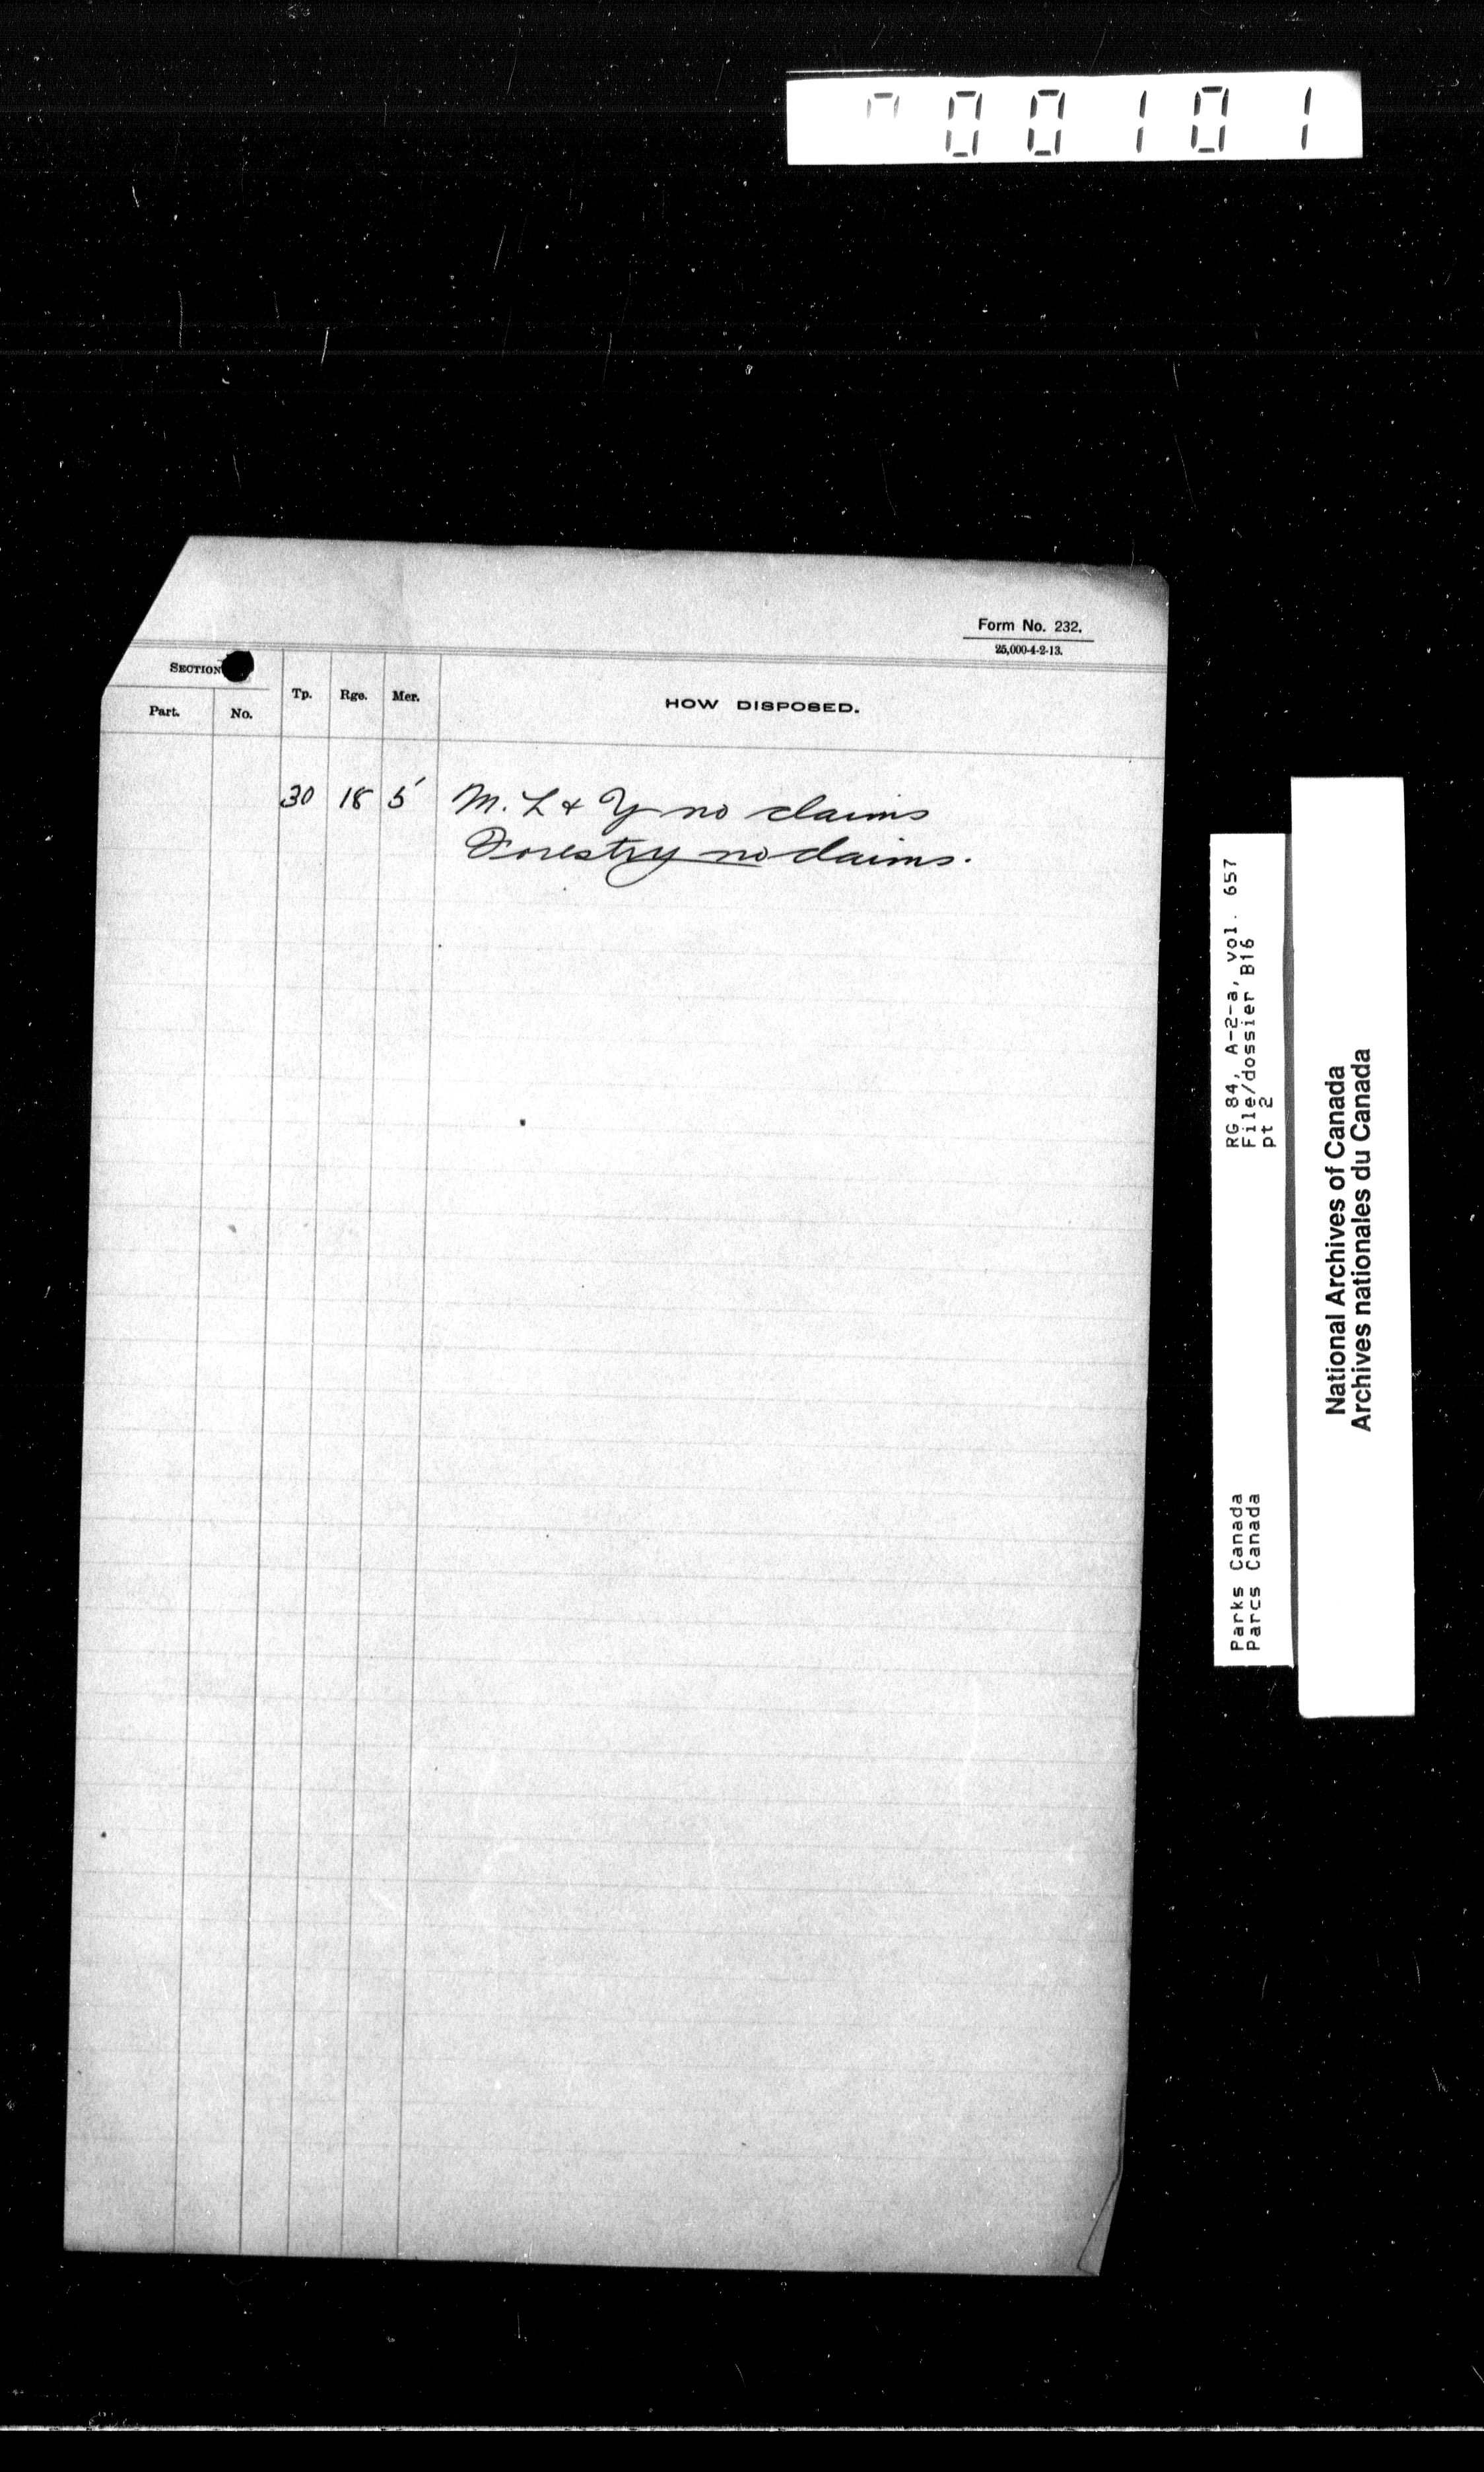 000101
Form No. 232.
25,000-4-2-13.
SECTION
Part. No. Tp. Rge. Mer. HOW DISPOSED.
30 18 5 M. L & Y no claims
Forestry no claims.
RG 84, A-2-a, vol. 657
File/dossier B16
pt 2
Parks Canada
Parcs Canada
National Archives of Canada
Archives nationales du Canada